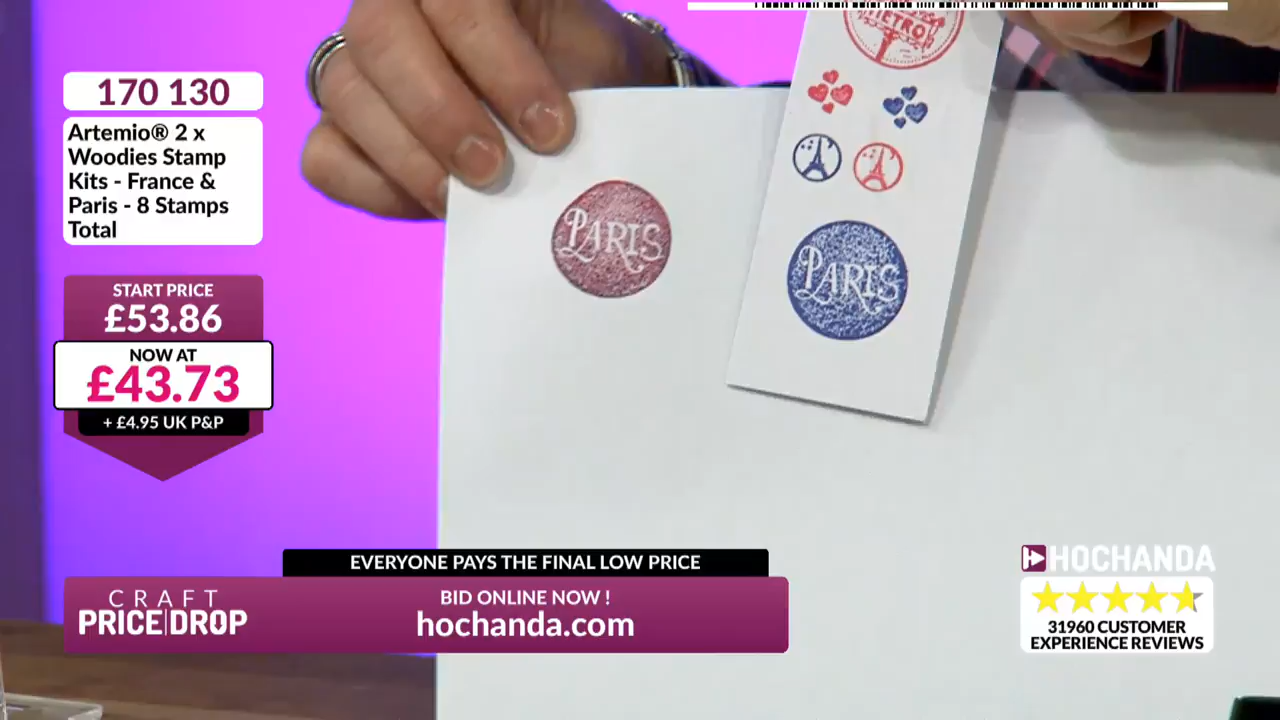 170 130
Artemio® 2 x
Woodies Stamp
Kits - France &
Paris - 8 Stamps
Total
START PRICE
£53.86
NOW AT
£43.73
+ £4.95 UK P&P
METRO
PARIS
PARIS
EVERYONE PAYS THE FINAL LOW PRICE
CRAFT
PRICE DROP
BID ONLINE NOW !
hochanda.com
HOCHANDA
31960 CUSTOMER
EXPERIENCE REVIEWS